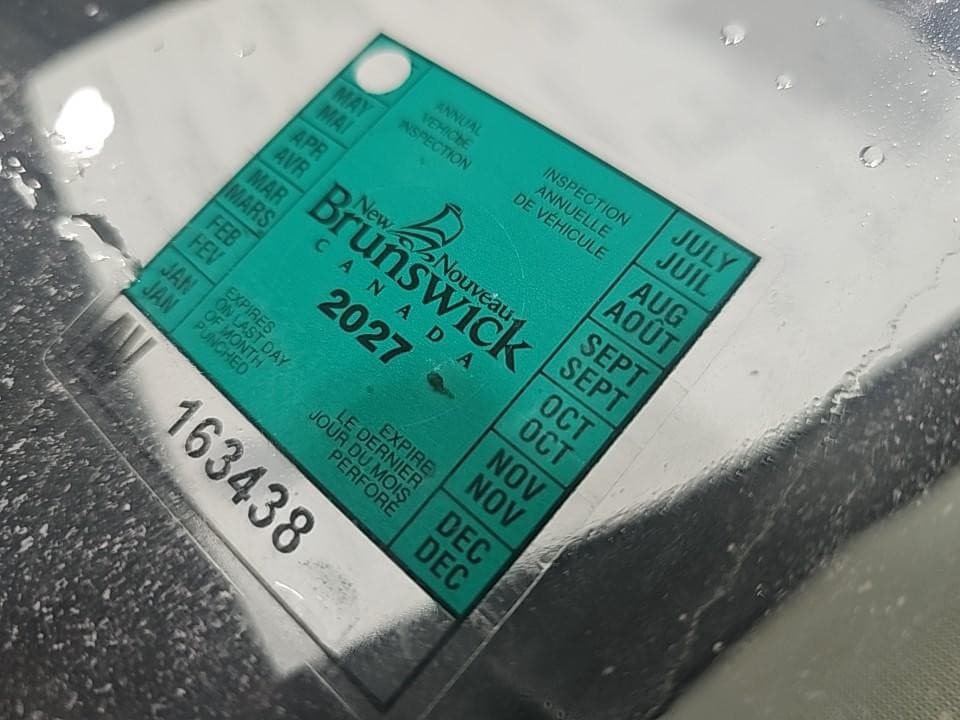 MAY
MAI
APR
AVR
MAR
MARS
FEB
FEV
JAN
JAN
ANNUAL
VEHICLE
INSPECTION
INSPECTION
ANNUELLE
DE VÉHICULE
New
Nouveau
Brunswick
CANADA
2027
EXPIRES
ON LAST DAY
OF MONTH
PUNCHED
EXPIRE
LE DERNIER
JOUR DU MOIS
PERFORÉ
JULY
JUIL
AUG
AOÛT
SEPT
SEPT
OCT
OCT
NOV
NOV
DEC
DEC
163438